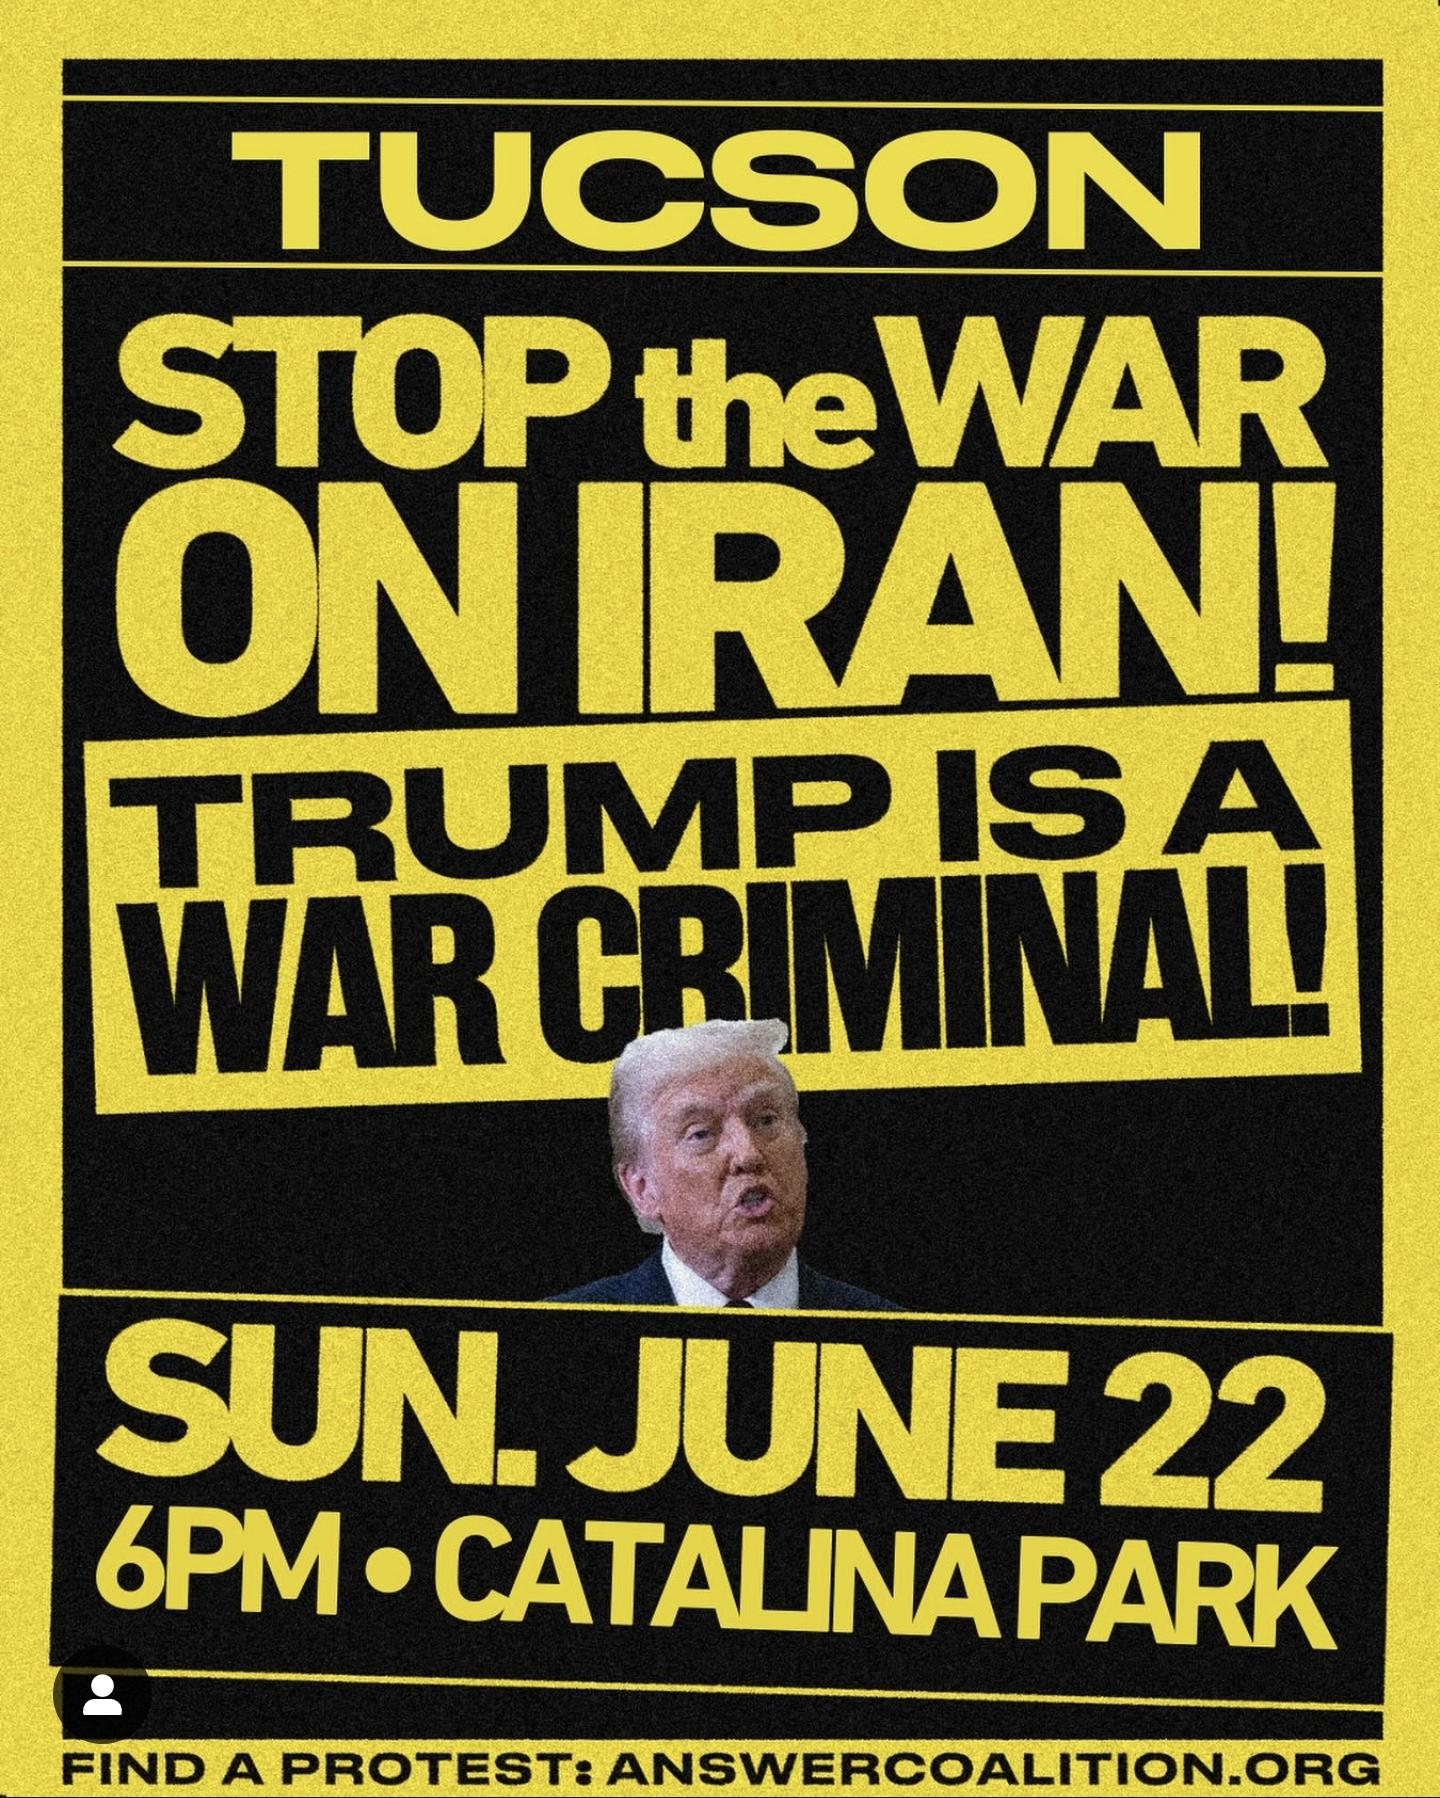 TUCSON
STOP the WAR
ON IRAN!
TRUMP IS A
WAR CRIMINAL!
SUN. JUNE 22
6PM • CATALINA PARK
FIND A PROTEST: ANSWERCOALITION.ORG